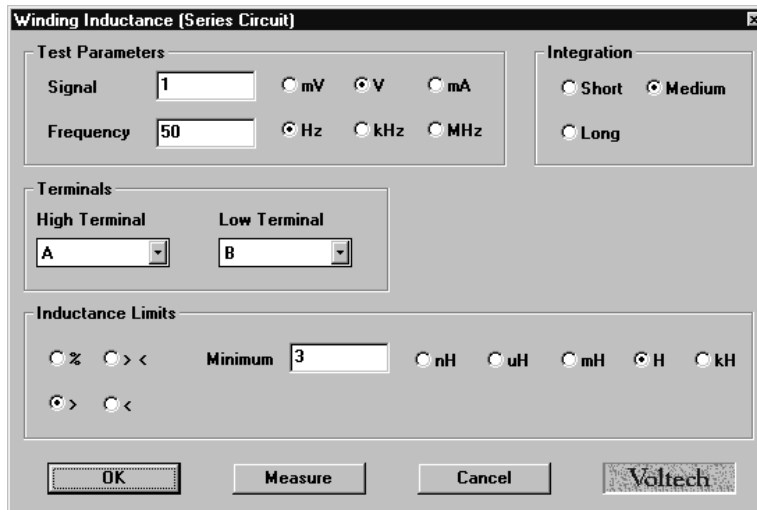 Winding Inductance (Series Circuit)
Test Parameters
Signal 1 mV V mA
Frequency 50 Hz kHz MHz
Integration
Short Medium
Long
Terminals
High Terminal Low Terminal
A B
Inductance Limits
% > < Minimum 3 nH uH mH H kH
> <
OK Measure Cancel Voltech